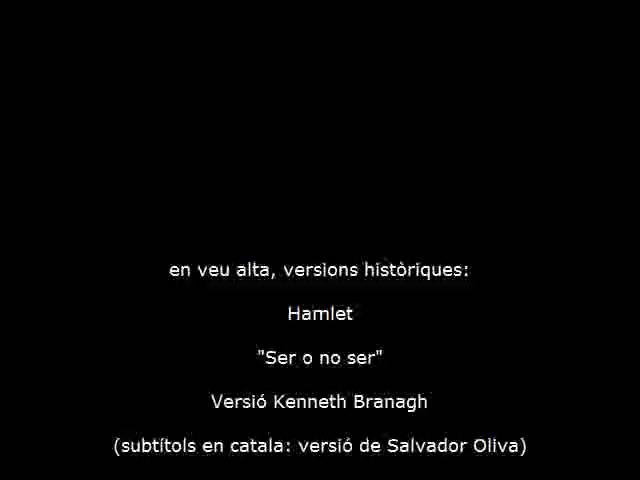 en veu alta, versions històriques:
Hamlet
"Ser o no ser"
Versió Kenneth Branagh
(subtítols en catala: versió de Salvador Oliva)